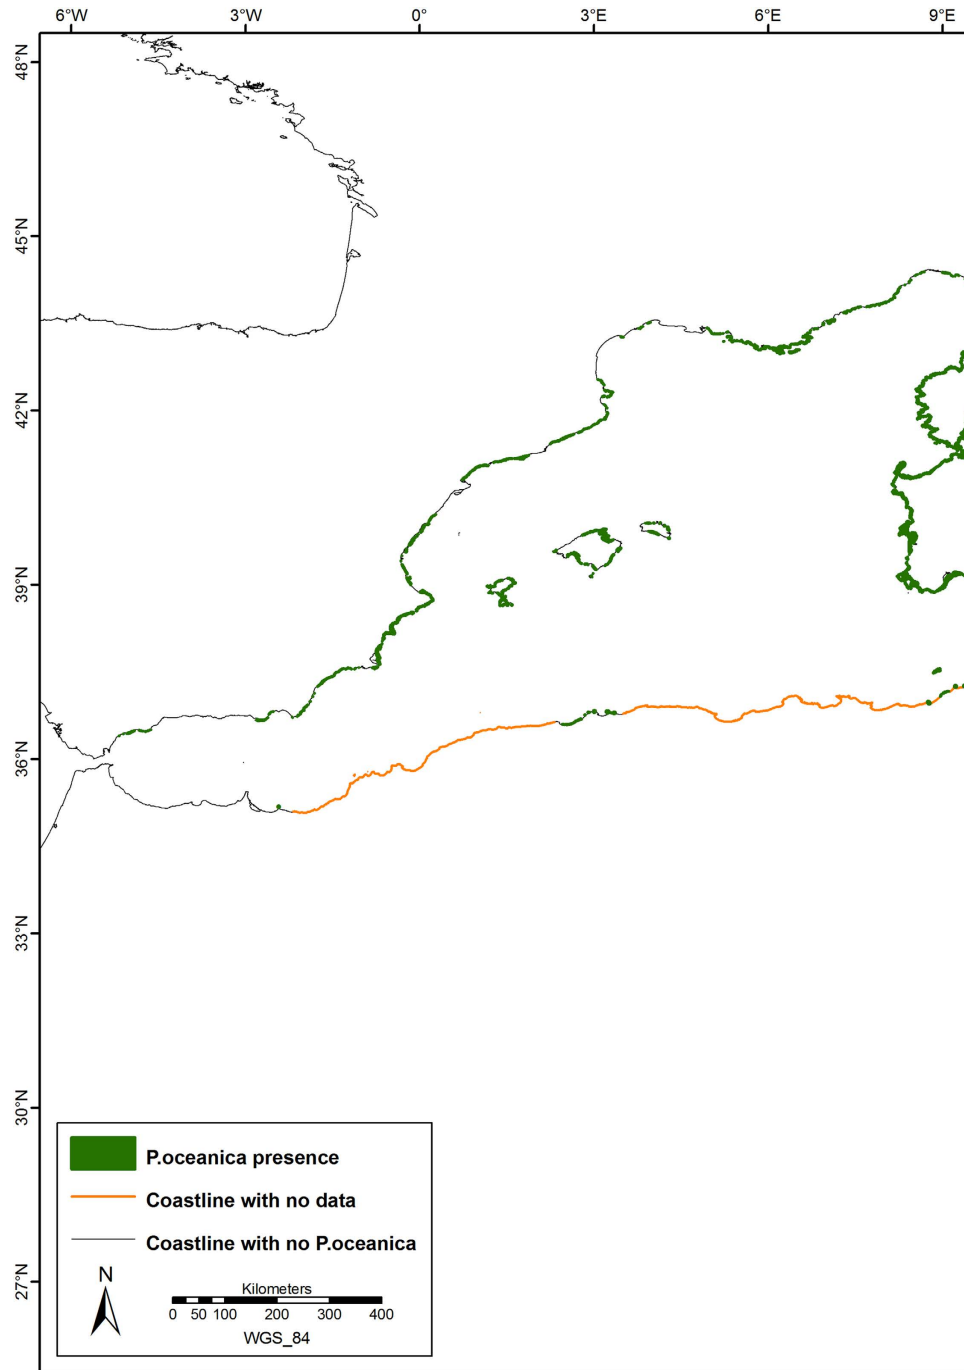 6°W 3°W 0° 3°E 6°E 9°E
48°N
45°N
42°N
39°N
36°N
33°N
30°N
27°N
P.oceanica presence
Coastline with no data
Coastline with no P.oceanica
N
Kilometers
0 50 100 200 300 400
WGS_84